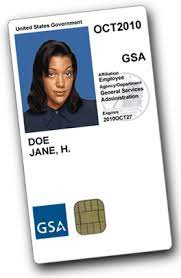 United States Government
OCT2010
GSA
Affiliation
Employee
Agency/Department
General Services
Administration
Expires
2010OCT27
DOE
JANE, H.
GSA